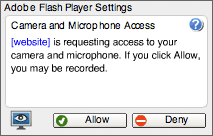 Adobe Flash Player Settings
Camera and Microphone Access
[website] is requesting access to your
camera and microphone. If you click Allow,
you may be recorded.
Allow
Deny